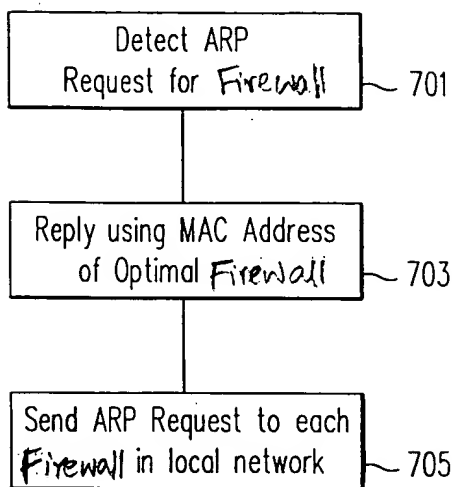 Detect ARP
Request for Firewall
701
Reply using MAC Address
of Optimal Firewall
703
Send ARP Request to each
Firewall in local network
705